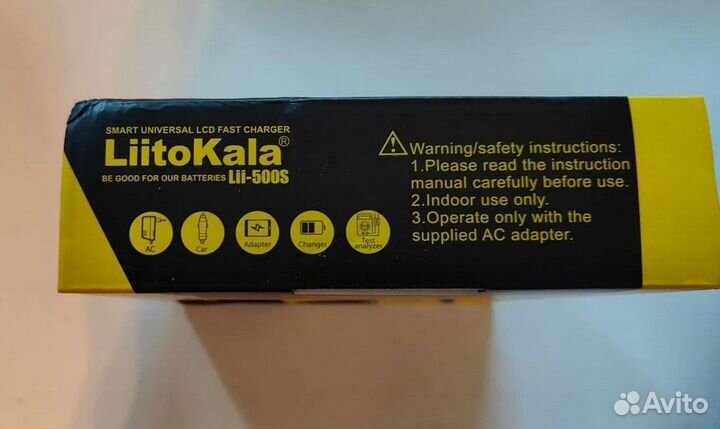 SMART UNIVERSAL LCD FAST CHARGER
LiitoKala®
BE GOOD FOR OUR BATTERIES Lii-500S
AC
Car
Adapter
Changer
Test
analyzer
Warning/safety instructions:
1.Please read the instruction
manual carefully before use.
2.Indoor use only.
3.Operate only with the
supplied AC adapter.
Avito